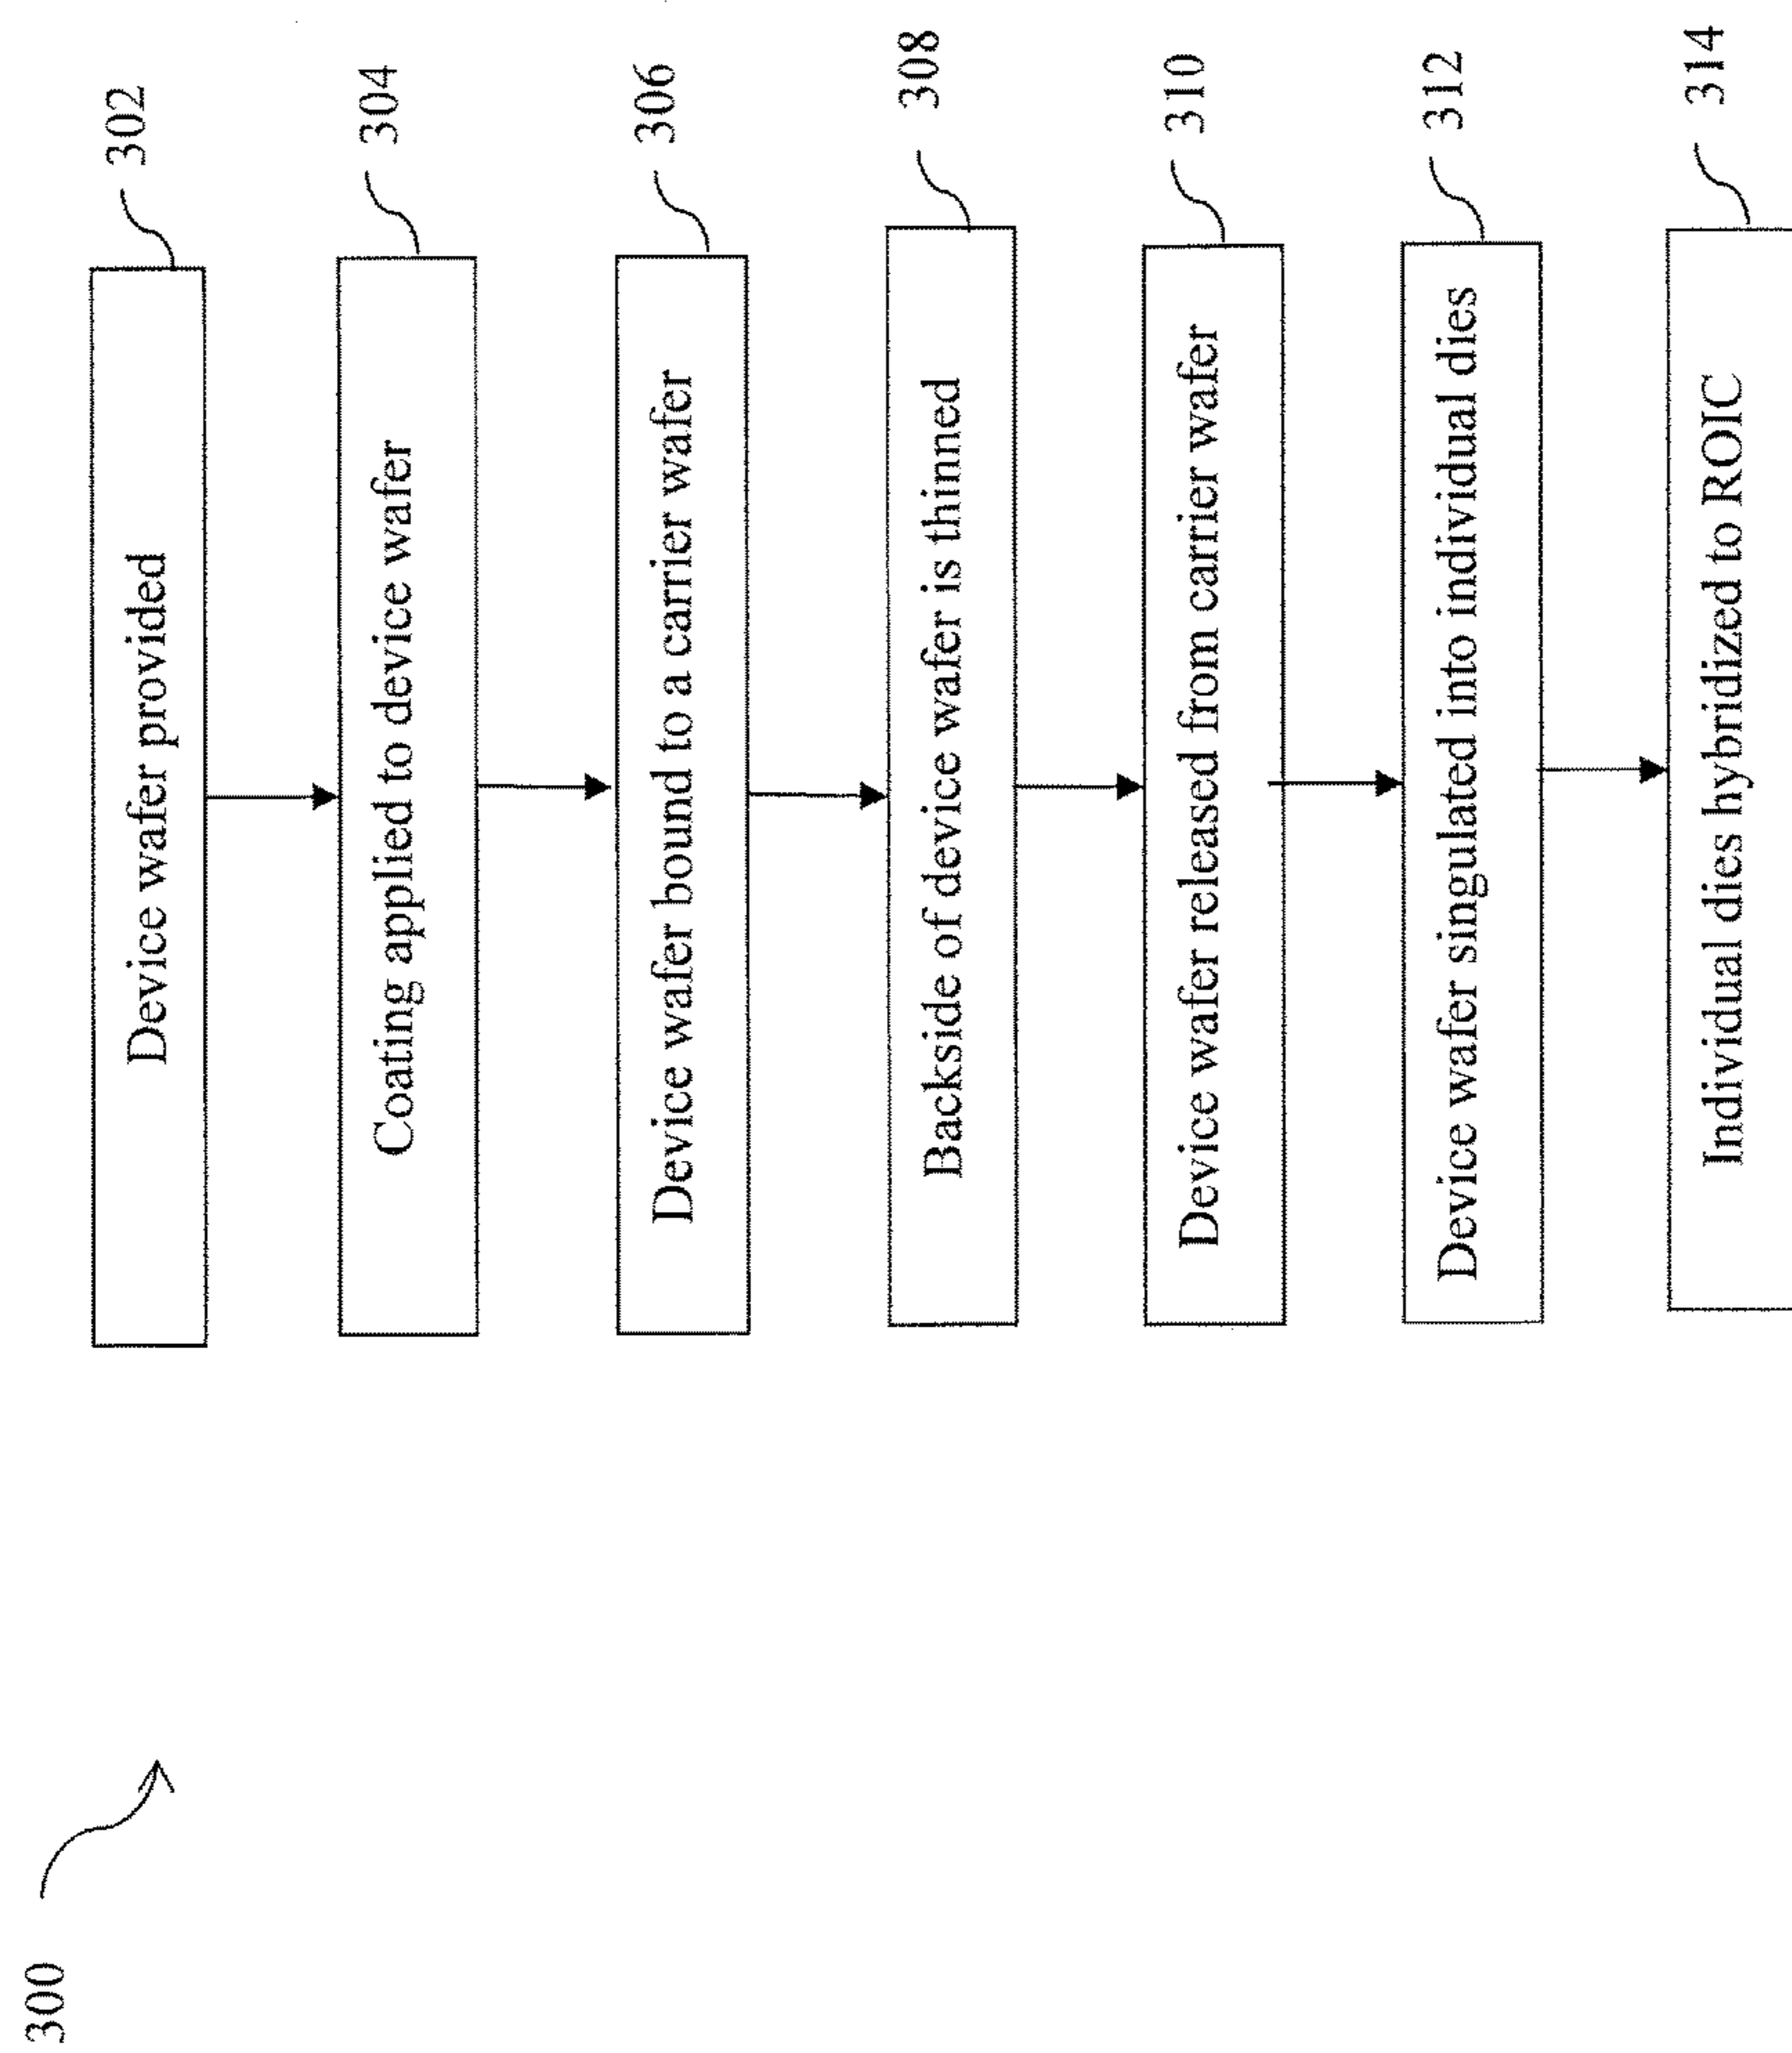 300
302
Device wafer provided
304
Coating applied to device wafer
306
Device wafer bound to a carrier wafer
308
Backside of device wafer is thinned
310
Device wafer released from carrier wafer
312
Device wafer singulated into individual dies
314
Individual dies hybridized to ROIC